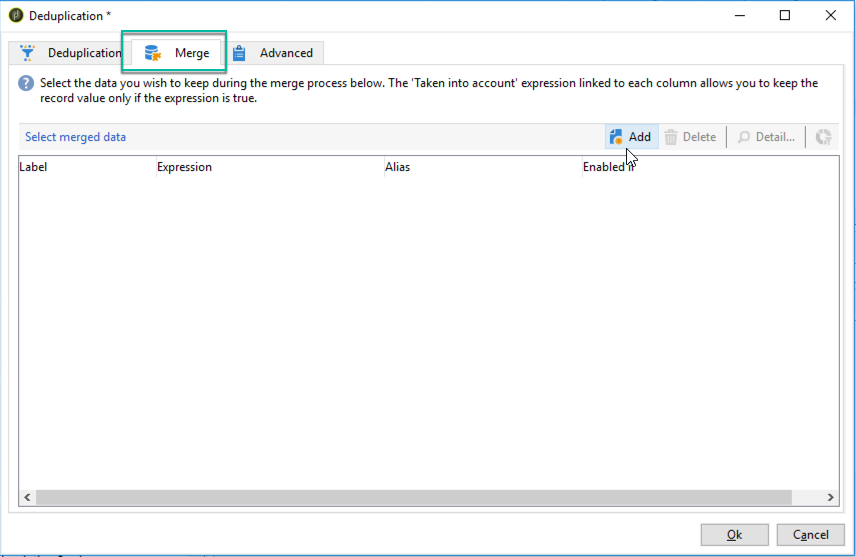 Deduplication *
Deduplication Merge Advanced
Select the data you wish to keep during the merge process below. The 'Taken into account' expression linked to each column allows you to keep the
record value only if the expression is true.
Select merged data Add Delete Detail...
Label Expression Alias Enabled if
Ok Cancel